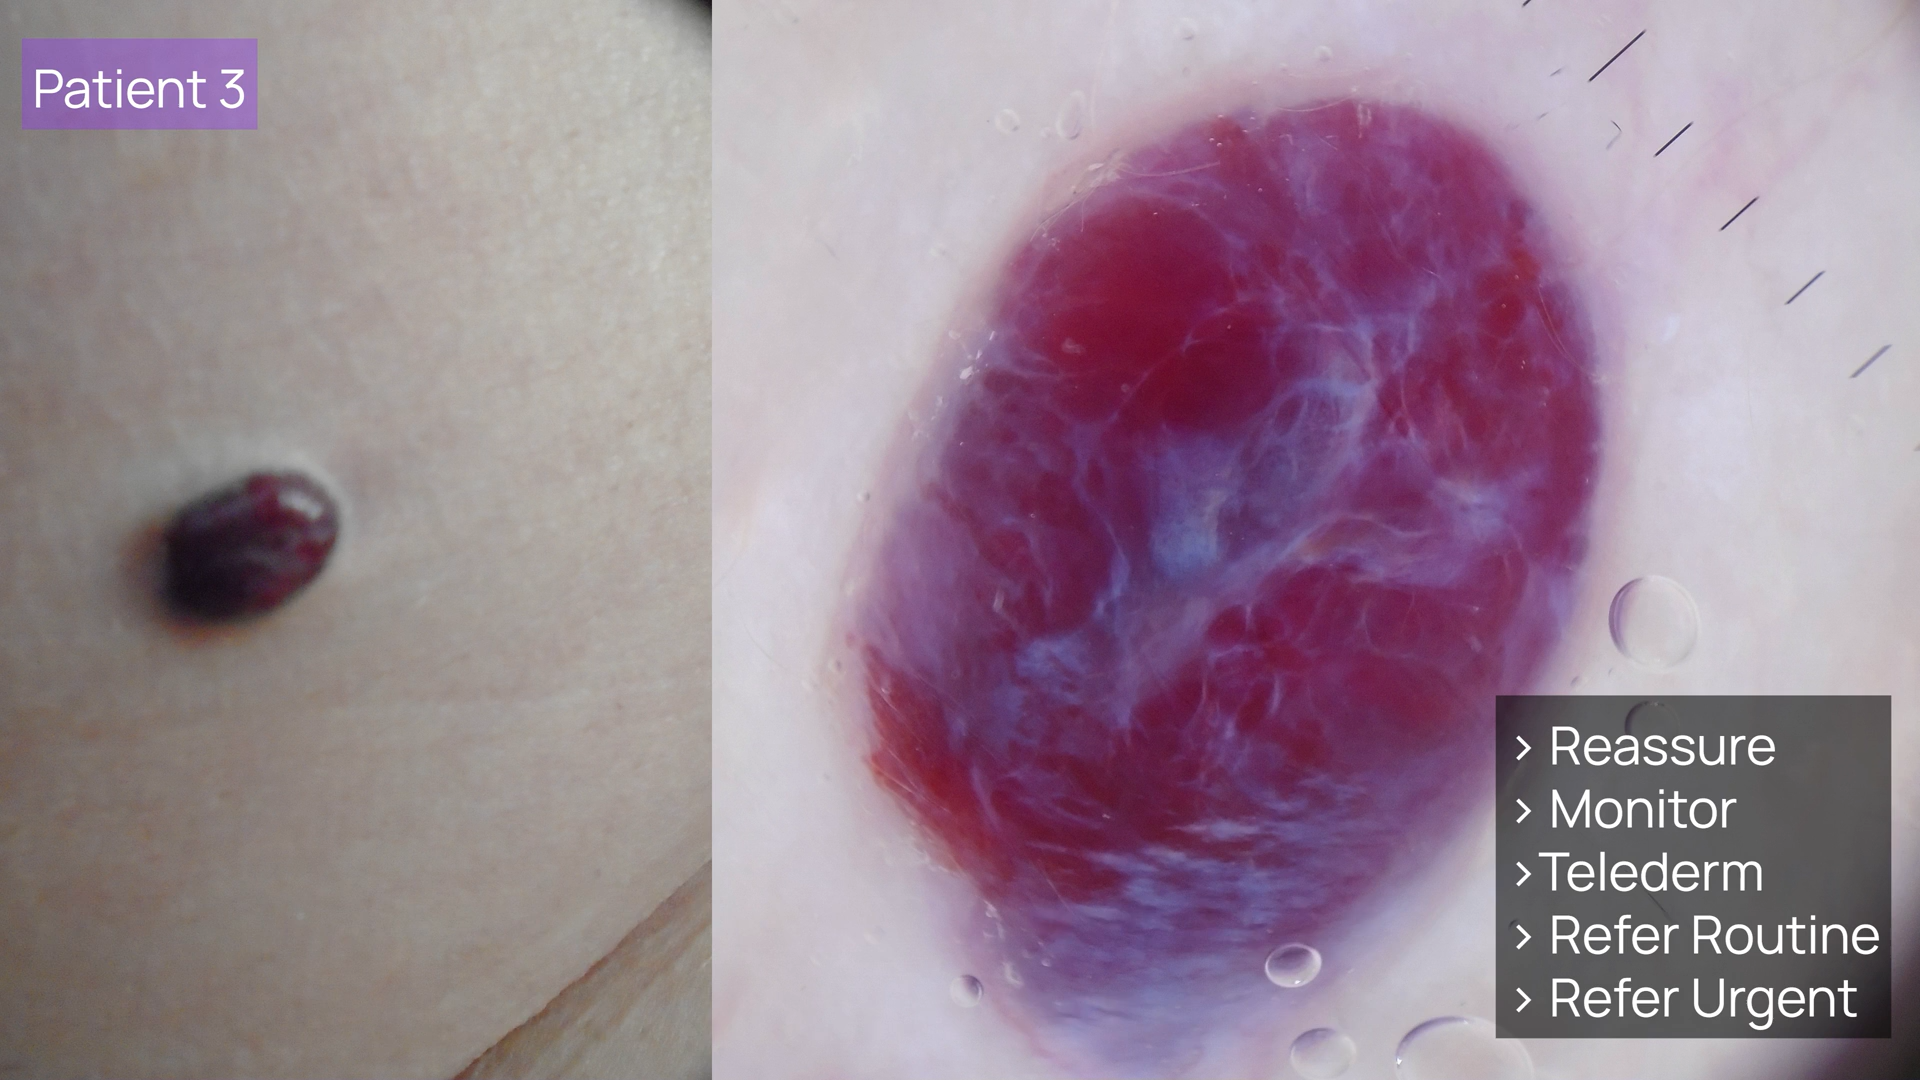 Patient 3
> Reassure
> Monitor
>Telederm
> Refer Routine
> Refer Urgent